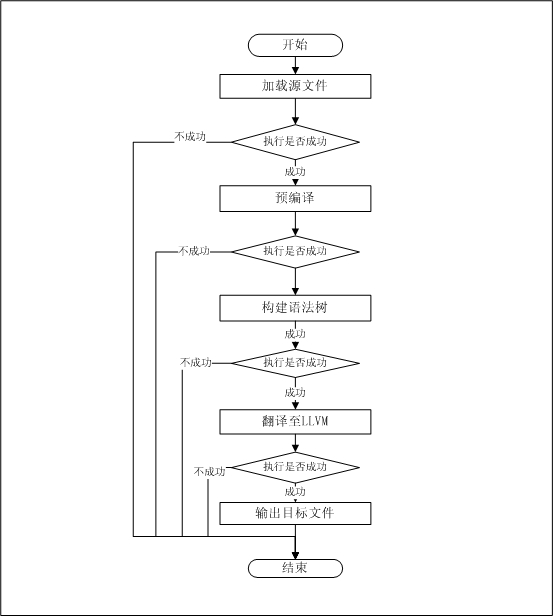 开始
加载源文件
不成功
执行是否成功
成功
预编译
不成功
执行是否成功
构建语法树
成功
不成功
执行是否成功
成功
翻译至LLVM
不成功
执行是否成功
成功
输出目标文件
结束